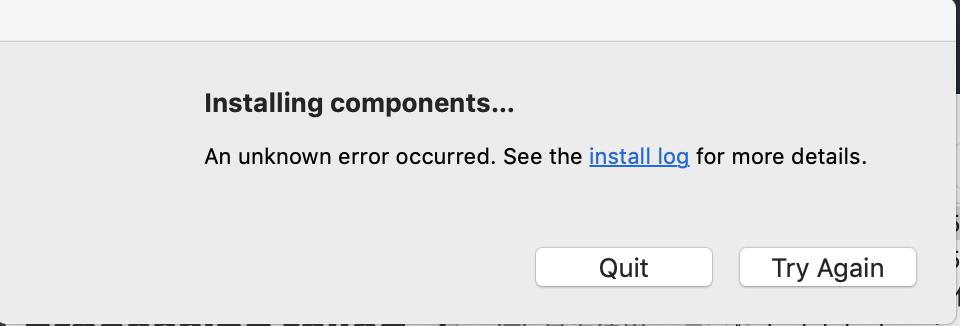 Installing components...
An unknown error occurred. See the install log for more details.
Quit
Try Again